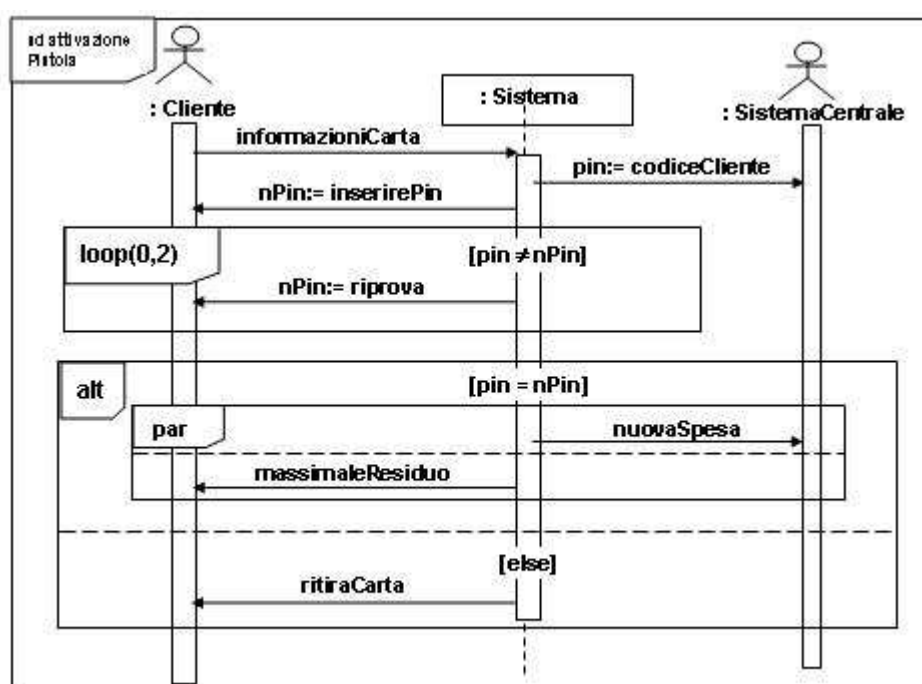 sd attivazione
Pistola
: Cliente
: Sistema
: SistemaCentrale
informazioniCarta
pin:= codiceCliente
nPin:= inserirePin
loop(0,2)
[pin ≠ nPin]
nPin:= riprova
alt
[pin = nPin]
par
nuovaSpesa
massimaleResiduo
[else]
ritiraCarta